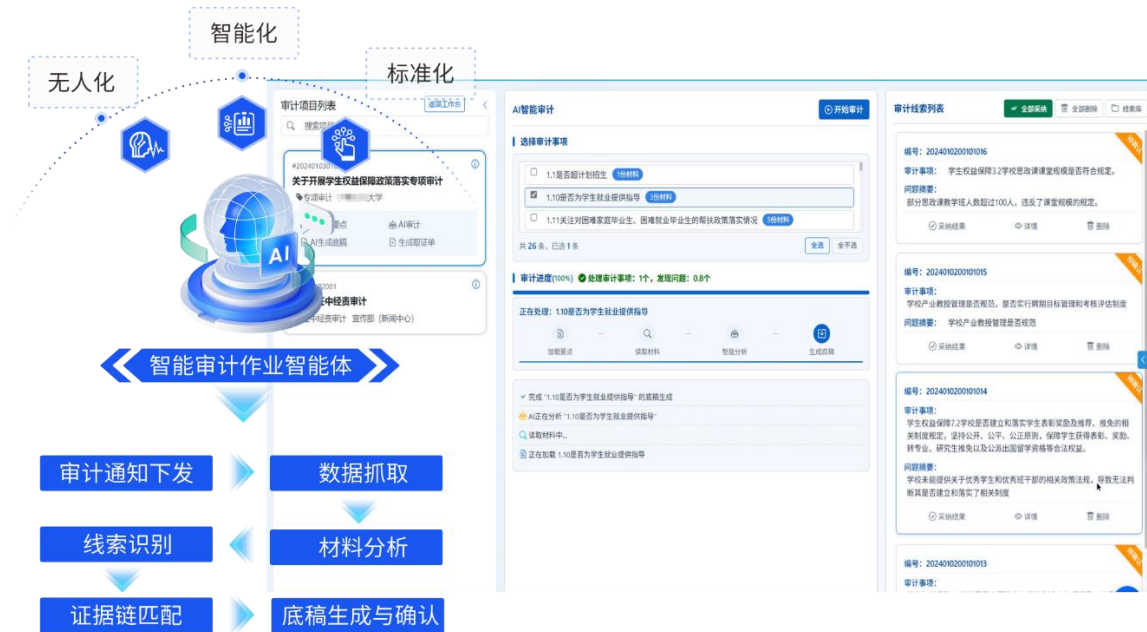 智能化
无人化
标准化
审计项目列表
返回工作台
搜索项
#20240103010
关于开展学生权益保障政策落实专项审计
专项审计
大学
要点
AI审计
AI生成底稿
生成取证单
02001
中经责审计
中经责审计 宣传部（新闻中心）
AI
智能审计作业智能体
审计通知下发
数据抓取
线索识别
材料分析
证据链匹配
底稿生成与确认
AI智能审计
开始审计
选择审计事项
1.1是否超计划招生 1份材料
1.10是否为学生就业提供指导 3份材料
1.11关注对困难家庭毕业生、困难就业毕业生的帮扶政策落实情况 5份材料
共 26 条，已选 1 条
全选 全不选
审计进度(100%) 处理审计事项：1个，发现问题：0.8个
正在处理：1.10是否为学生就业提供指导
加载要点 读取材料 智能分析 生成底稿
完成 "1.10是否为学生就业提供指导" 的底稿生成
AI正在分析 "1.10是否为学生就业提供指导"
读取材料中...
正在加载 1.10是否为学生就业提供指导
审计线索列表
全部采纳 全部删除 线索库
待确认
编号：2024010200101016
审计事项： 学生权益保障3.2学校思政课课堂规模是否符合规定。
问题摘要：
部分思政课教学班人数超过100人，违反了课堂规模的规定。
采纳结果 详情 删除
待确认
编号：2024010200101015
审计事项：
学校产业教授管理是否规范，是否实行聘期目标管理和考核评估制度
问题摘要： 学校产业教授管理是否规范
采纳结果 详情 删除
待确认
编号：2024010200101014
审计事项：
学生权益保障7.2学校是否建立和落实学生表彰奖励及推荐、推免的相
关制度规定，坚持公开、公平、公正原则，保障学生获得表彰、奖励、
转专业、研究生推免以及公派出国留学资格等合法权益。
问题摘要：
学校未能提供关于优秀学生和优秀班干部的相关政策法规，导致无法判
断其是否建立和落实了相关制度
采纳结果 详情 删除
待确认
编号：2024010200101013
审计事项：